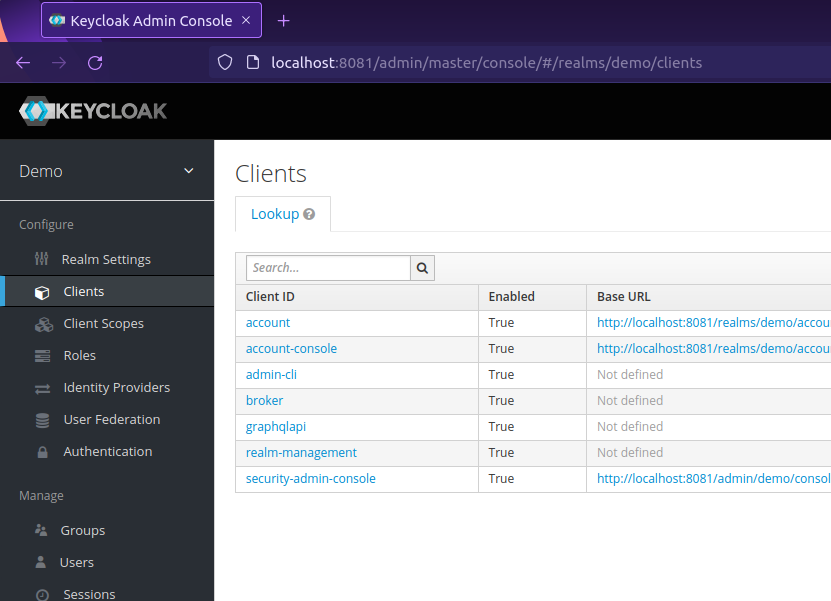 Keycloak Admin Console ×
localhost:8081/admin/master/console/#/realms/demo/clients
KEYCLOAK
Demo
Configure
Realm Settings
Clients
Client Scopes
Roles
Identity Providers
User Federation
Authentication
Manage
Groups
Users
Sessions
Clients
Lookup ?
Search...
Client ID Enabled Base URL
account True http://localhost:8081/realms/demo/accou
account-console True http://localhost:8081/realms/demo/accou
admin-cli True Not defined
broker True Not defined
graphqlapi True Not defined
realm-management True Not defined
security-admin-console True http://localhost:8081/admin/demo/consol